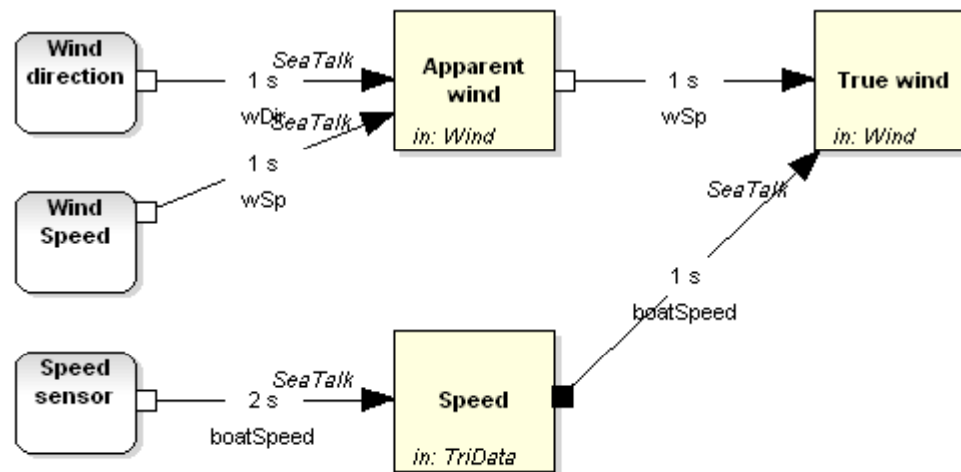 Wind
direction
SeaTalk
1 s
wDir
Apparent
wind
in: Wind
1 s
wSp
True wind
in: Wind
Wind
Speed
SeaTalk
1 s
wSp
SeaTalk
1 s
boatSpeed
Speed
sensor
SeaTalk
2 s
boatSpeed
Speed
in: TriData